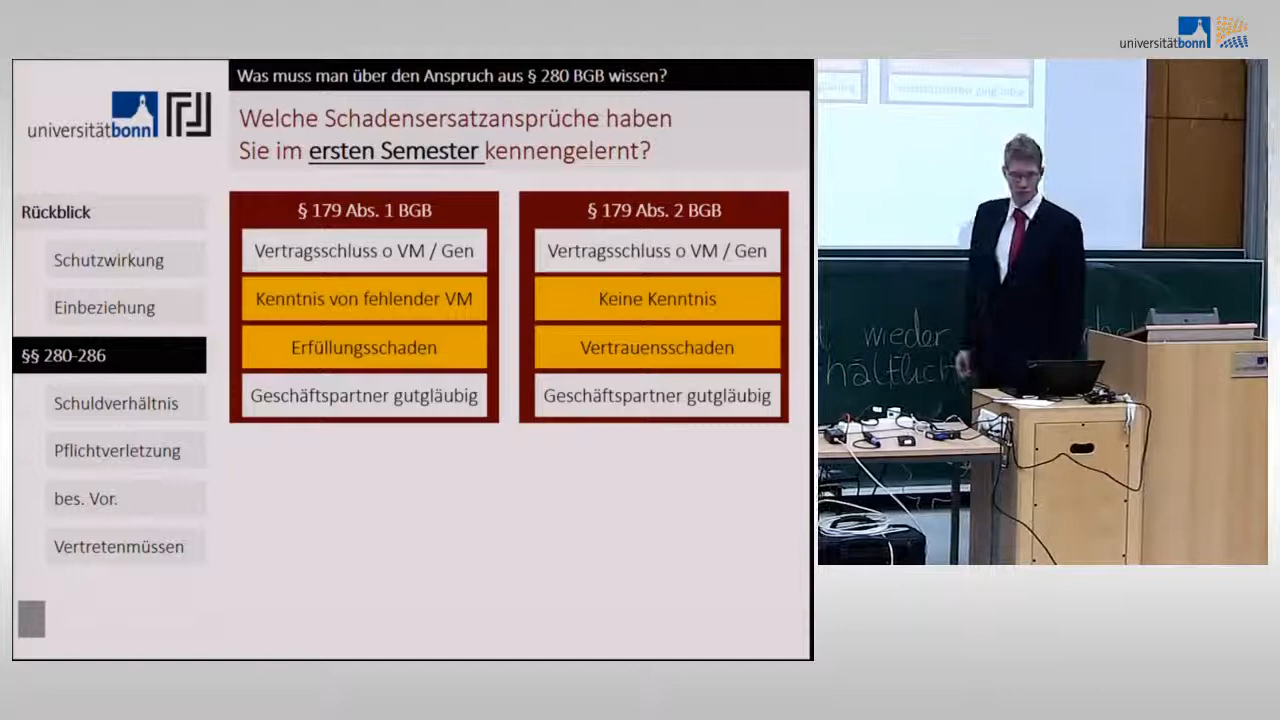 universitätbonn
Was muss man über den Anspruch aus § 280 BGB wissen?
universitätbonn
Welche Schadensersatzansprüche haben
Sie im ersten Semester kennengelernt?
Rückblick
Schutzwirkung
Einbeziehung
§§ 280-286
Schuldverhältnis
Pflichtverletzung
bes. Vor.
Vertretenmüssen
§ 179 Abs. 1 BGB
Vertragsschluss o VM / Gen
Kenntnis von fehlender VM
Erfüllungsschaden
Geschäftspartner gutgläubig
§ 179 Abs. 2 BGB
Vertragsschluss o VM / Gen
Keine Kenntnis
Vertrauensschaden
Geschäftspartner gutgläubig
wieder